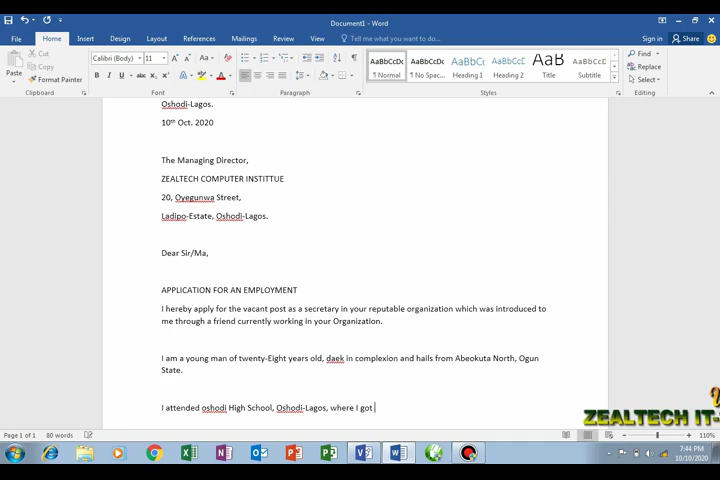 Document1 - Word
File Home Insert Design Layout References Mailings Review View Tell me what you want to do... Sign in Share
Paste
Cut
Copy
Format Painter
Clipboard
Calibri (Body) 11
Font
Paragraph
AaBbCcDc AaBbCcDc AaBbCc AaBbCcD AaB AaBbCcD
¶ Normal ¶ No Spac... Heading 1 Heading 2 Title Subtitle
Styles
Find
Replace
Select
Editing
Oshodi-Lagos.
10th Oct. 2020
The Managing Director,
ZEALTECH COMPUTER INSTITTUE
20, Oyegunwa Street,
Ladipo-Estate, Oshodi-Lagos.
Dear Sir/Ma,
APPLICATION FOR AN EMPLOYMENT
I hereby apply for the vacant post as a secretary in your reputable organization which was introduced to
me through a friend currently working in your Organization.
I am a young man of twenty-Eight years old, daek in complexion and hails from Abeokuta North, Ogun
State.
I attended oshodi High School, Oshodi-Lagos, where I got
ZEALTECH IT-
Page 1 of 1 80 words 110%
7:44 PM
10/10/2020